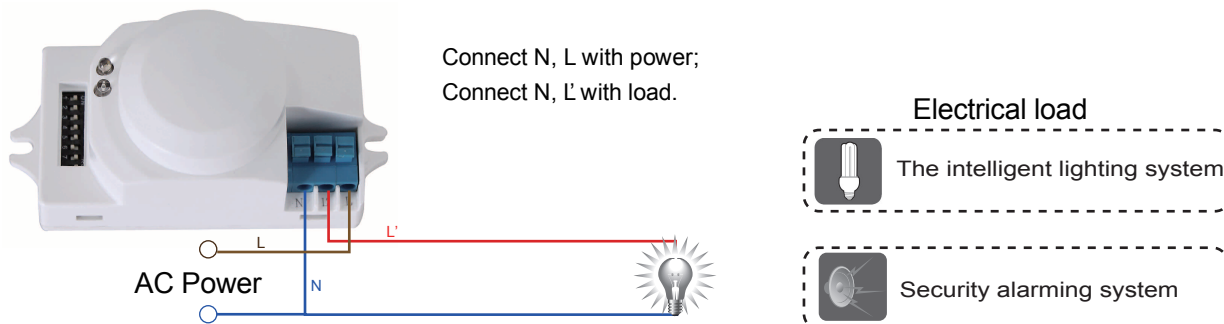 Connect N, L with power;
Connect N, L' with load.
Electrical load
The intelligent lighting system
N L' L
L'
L
AC Power
N
Security alarming system